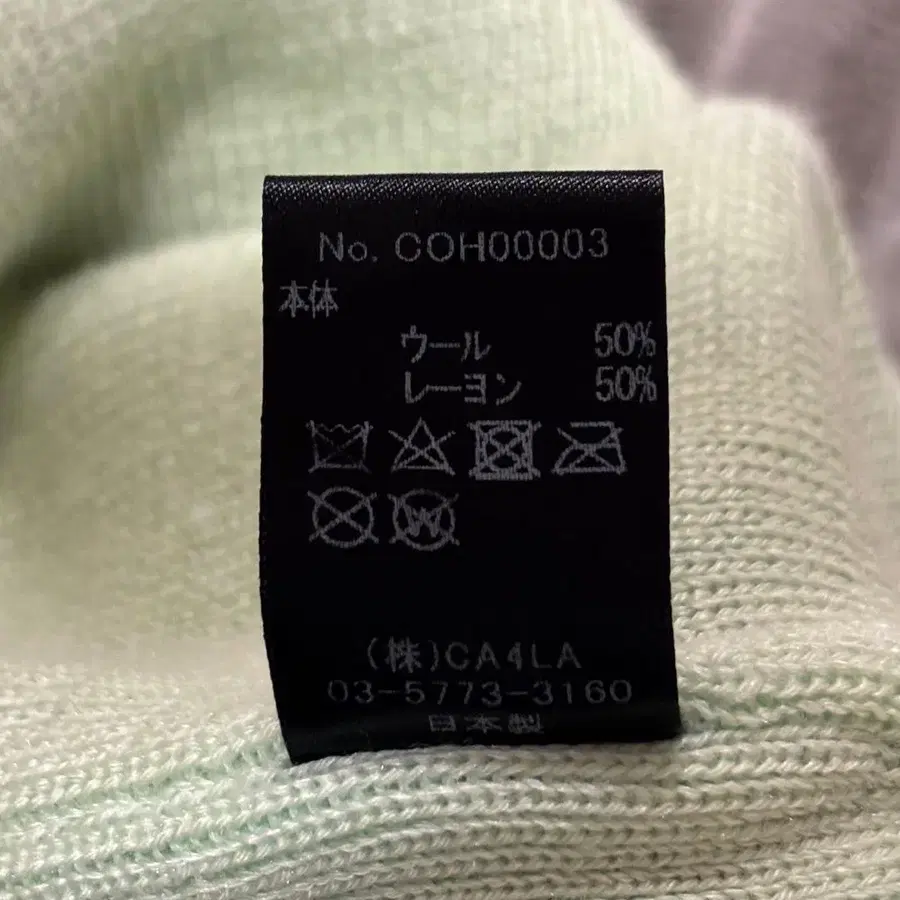 No. COH00003
本体
ウール 50%
レーヨン 50%
W
(株)CA4LA
03-5773-3160
日本製